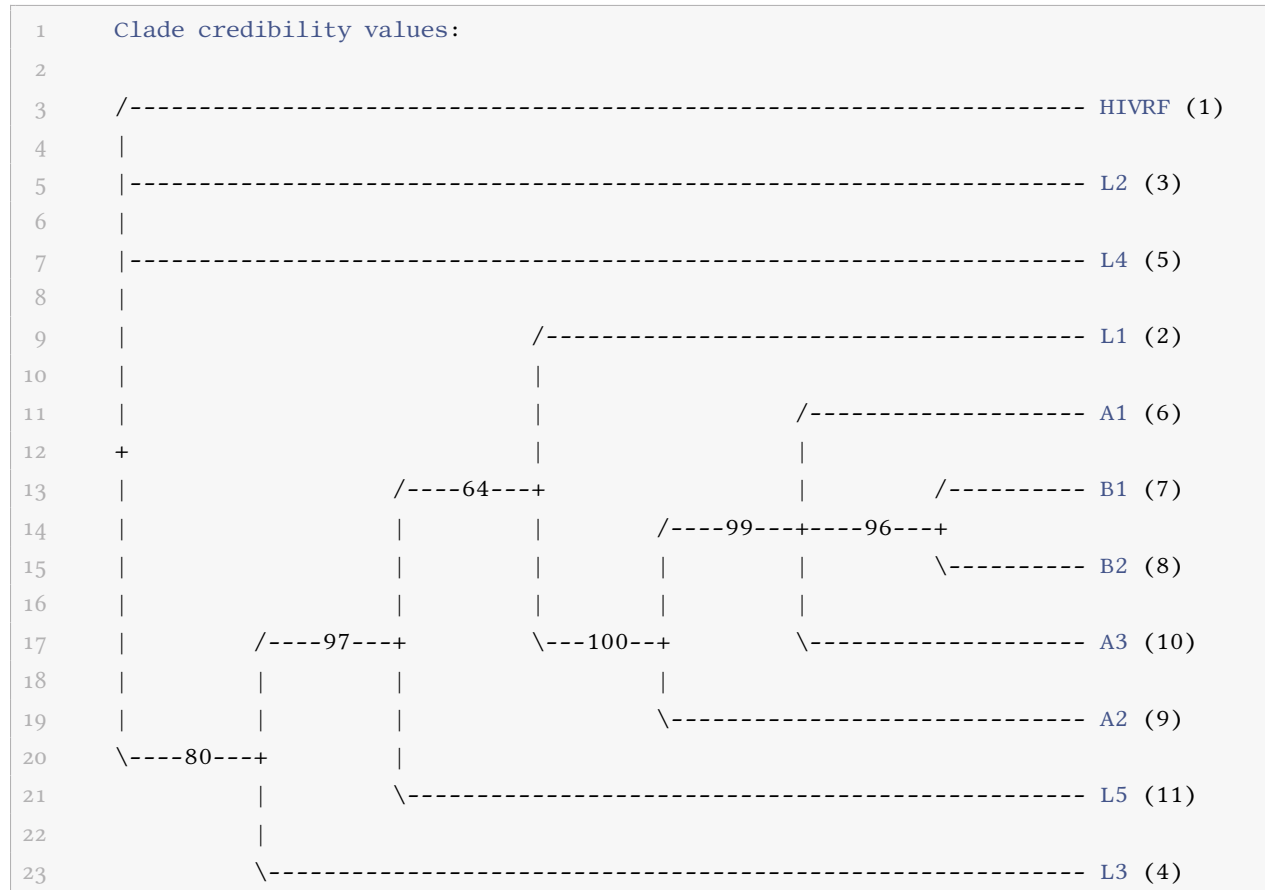 1 Clade credibility values:
2
3 /--------------------------------------------------------------------- HIVRF (1)
4 |
5 |--------------------------------------------------------------------- L2 (3)
6 |
7 |--------------------------------------------------------------------- L4 (5)
8 |
9 |                             /--------------------------------------- L1 (2)
10 |                             |
11 |                             |                  /-------------------- A1 (6)
12 +                             |                  |
13 |                   /----64---+                  |         /---------- B1 (7)
14 |                   |         |        /----99---+----96---+
15 |                   |         |        |         |         \---------- B2 (8)
16 |                   |         |        |         |
17 |         /----97---+         \---100--+         \-------------------- A3 (10)
18 |         |         |                  |
19 |         |         |                  \------------------------------ A2 (9)
20 \----80---+         |
21           |         \------------------------------------------------- L5 (11)
22           |
23           \----------------------------------------------------------- L3 (4)